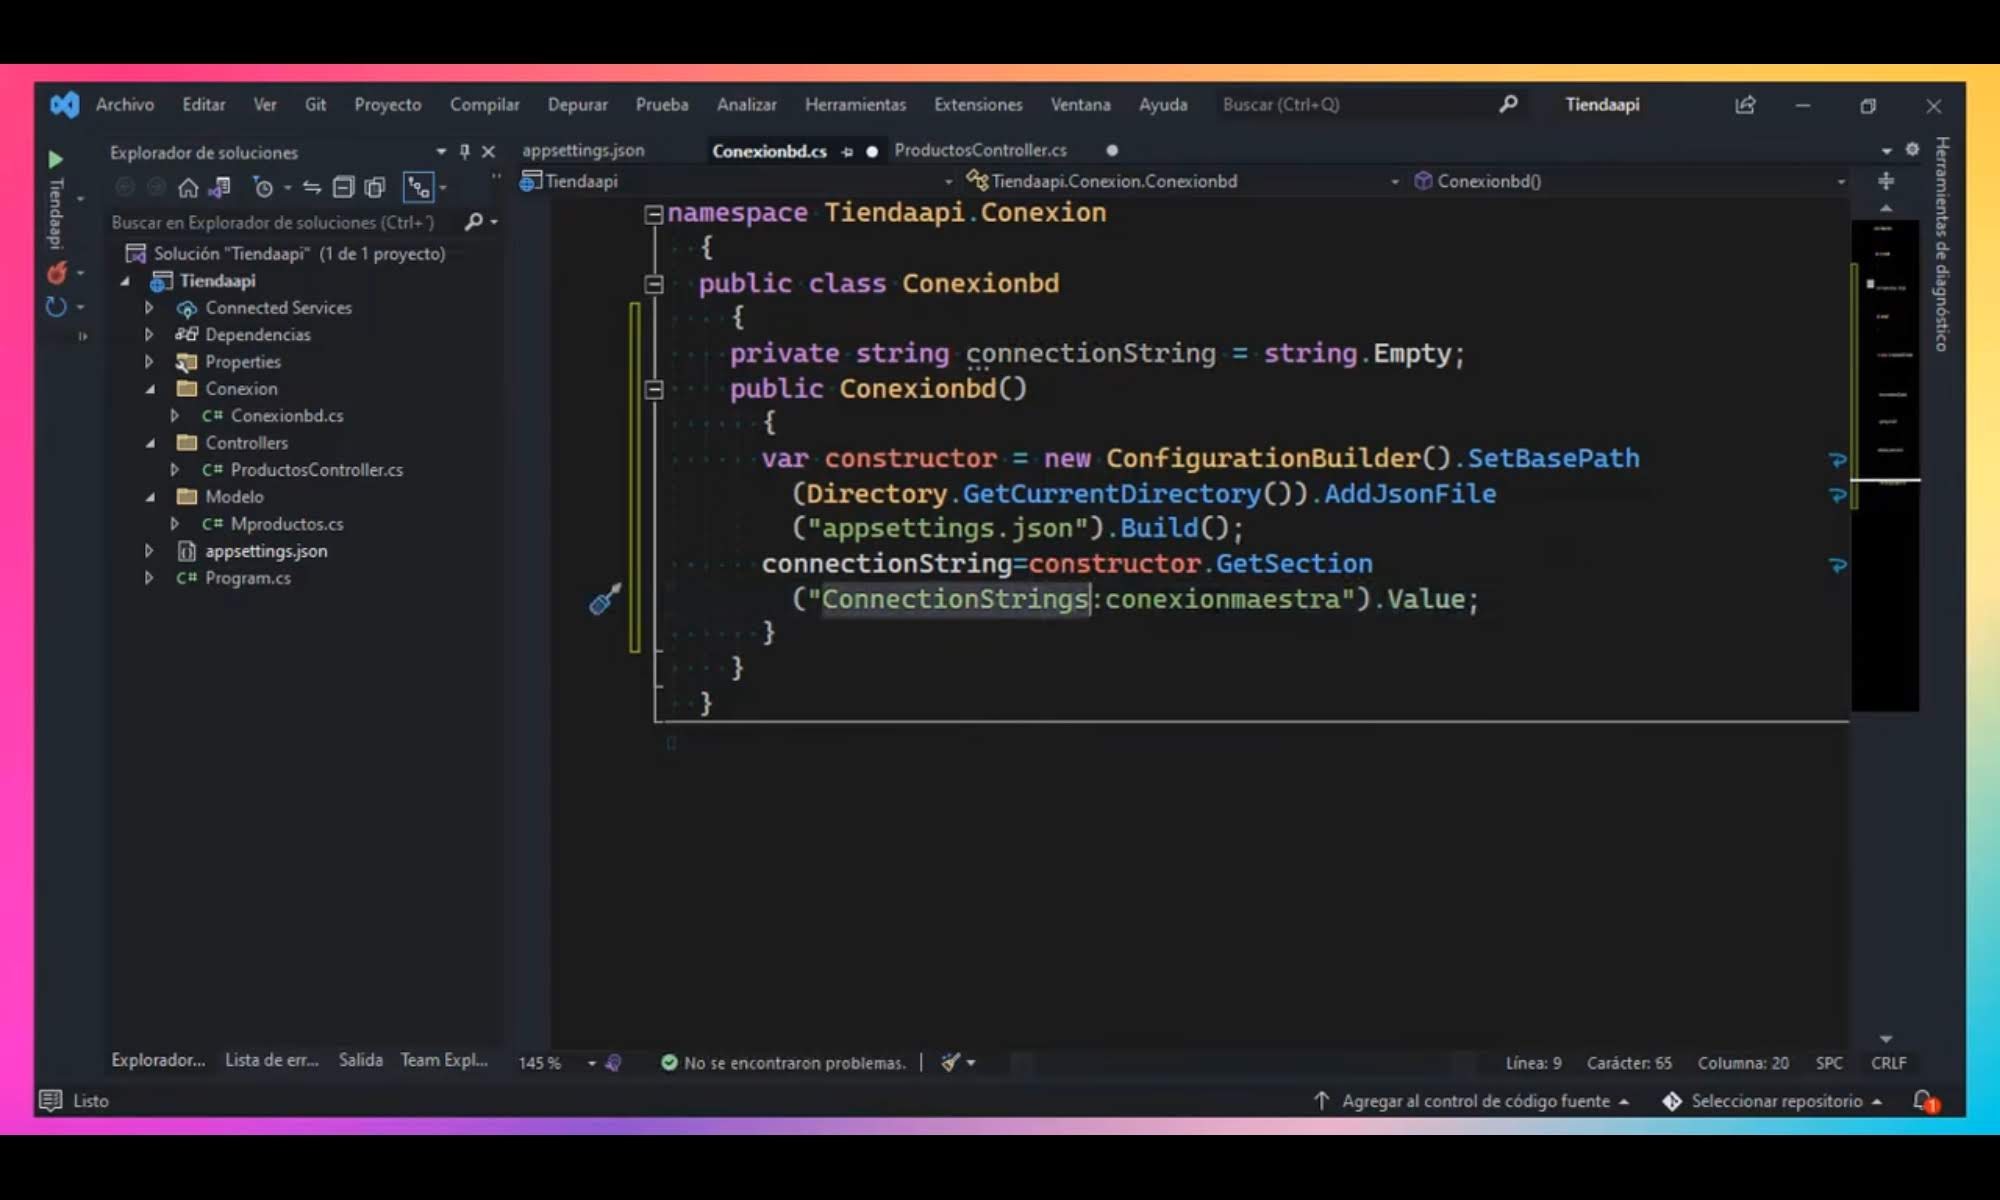 Archivo Editar Ver Git Proyecto Compilar Depurar Prueba Analizar Herramientas Extensiones Ventana Ayuda Buscar (Ctrl+Q) Tiendaapi
Tiendaapi
Explorador de soluciones
Buscar en Explorador de soluciones (Ctrl+´)
Solución "Tiendaapi" (1 de 1 proyecto)
Tiendaapi
Connected Services
Dependencias
Properties
Conexion
C# Conexionbd.cs
Controllers
C# ProductosController.cs
Modelo
C# Mproductos.cs
appsettings.json
C# Program.cs
Explorador... Lista de err... Salida Team Expl...
appsettings.json Conexionbd.cs ProductosController.cs
Tiendaapi Tiendaapi.Conexion.Conexionbd Conexionbd()
namespace Tiendaapi.Conexion
{
public class Conexionbd
{
private string connectionString = string.Empty;
public Conexionbd()
{
var constructor = new ConfigurationBuilder().SetBasePath
(Directory.GetCurrentDirectory()).AddJsonFile
("appsettings.json").Build();
connectionString=constructor.GetSection
("ConnectionStrings:conexionmaestra").Value;
}
}
}
Herramientas de diagnóstico
145 % No se encontraron problemas. Línea: 9 Carácter: 65 Columna: 20 SPC CRLF
Listo Agregar al control de código fuente Seleccionar repositorio 1